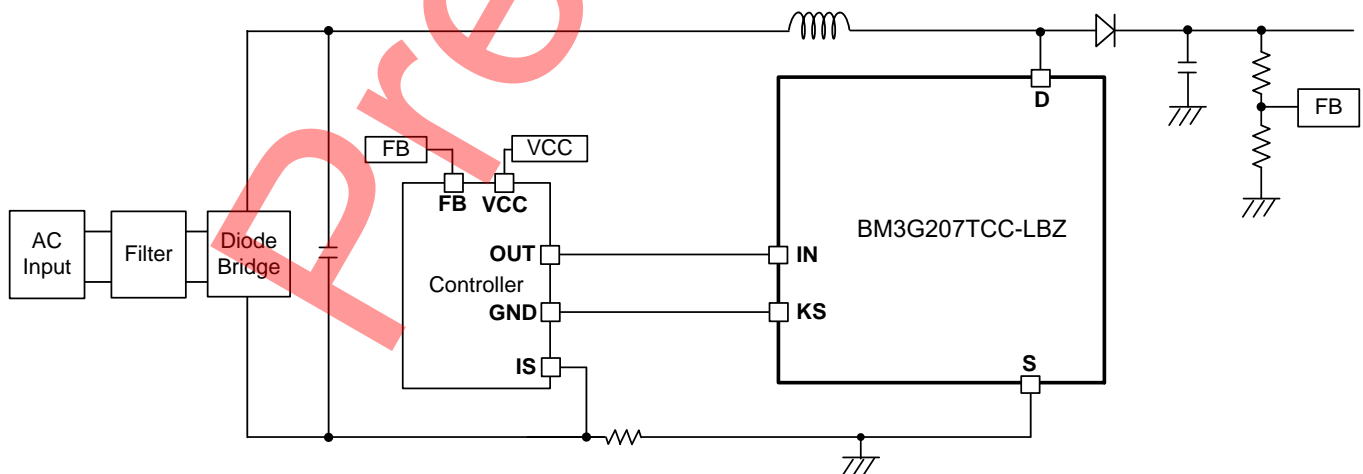 Pre
D
FB
FB
VCC
FB VCC
AC
Input
Filter
Diode
Bridge
OUT
Controller
GND
IS
IN
KS
BM3G207TCC-LBZ
S